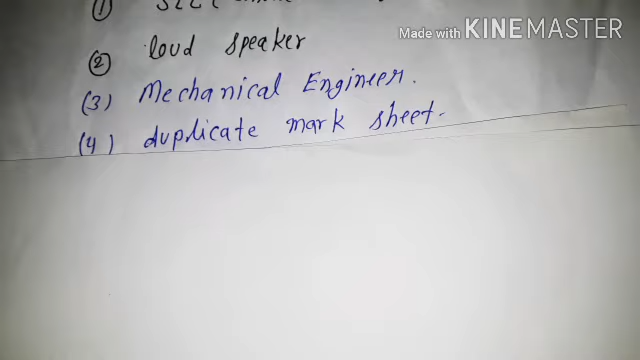 Made with KINEMASTER
①
② loud speaker
(3) Mechanical Engineer.
(4) duplicate mark sheet.